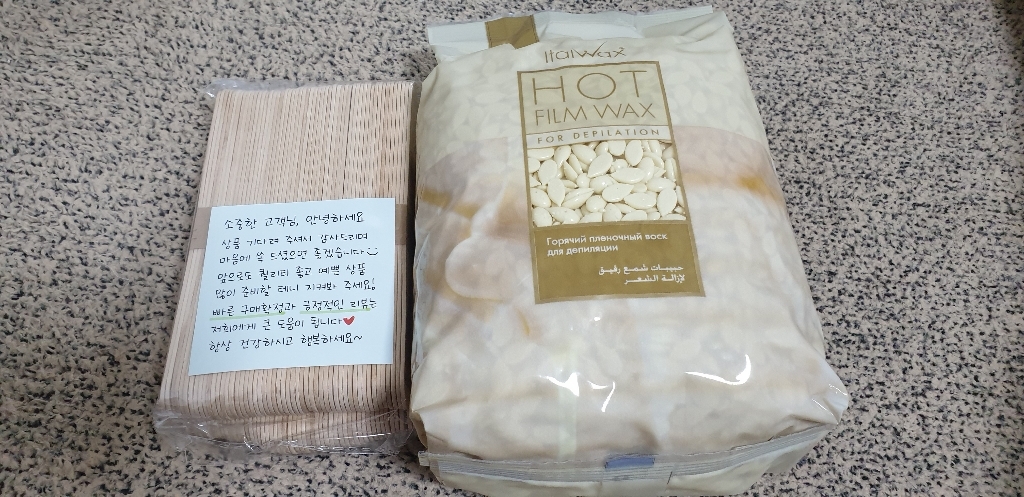 소중한 고객님, 안녕하세요
상품 기다려 주셔서 감사드리며
마음에 쏙 드셨으면 좋겠습니다
앞으로도 퀄리티 좋고 예쁜 상품
많이 준비할 테니 지켜봐 주세요!
빠른 구매확정과 긍정적인 리뷰는
저희에게 큰 도움이 됩니다♥
항상 건강하시고 행복하세요~
ItalWax
HOT
FILM WAX
FOR DEPILATION
Горячий пленочный воск
для депиляции
حبيبات شمع رقيق
لإزالة الشعر